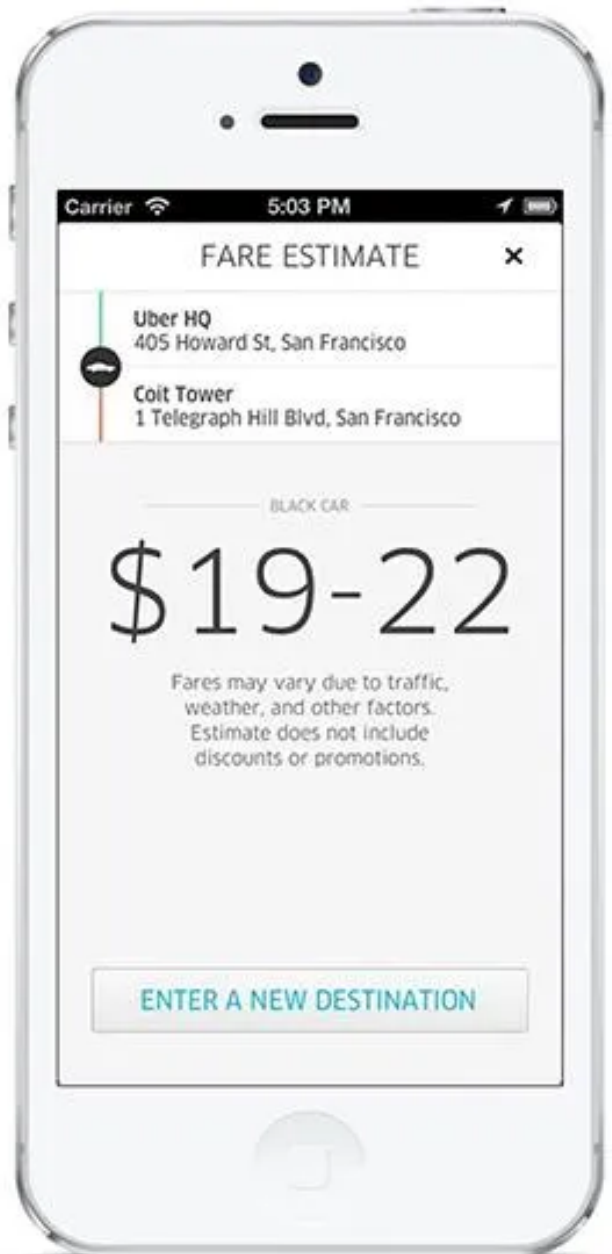 Carrier 5:03 PM
FARE ESTIMATE ×
Uber HQ
405 Howard St, San Francisco
Coit Tower
1 Telegraph Hill Blvd, San Francisco
BLACK CAR
$19-22
Fares may vary due to traffic,
weather, and other factors.
Estimate does not include
discounts or promotions.
ENTER A NEW DESTINATION